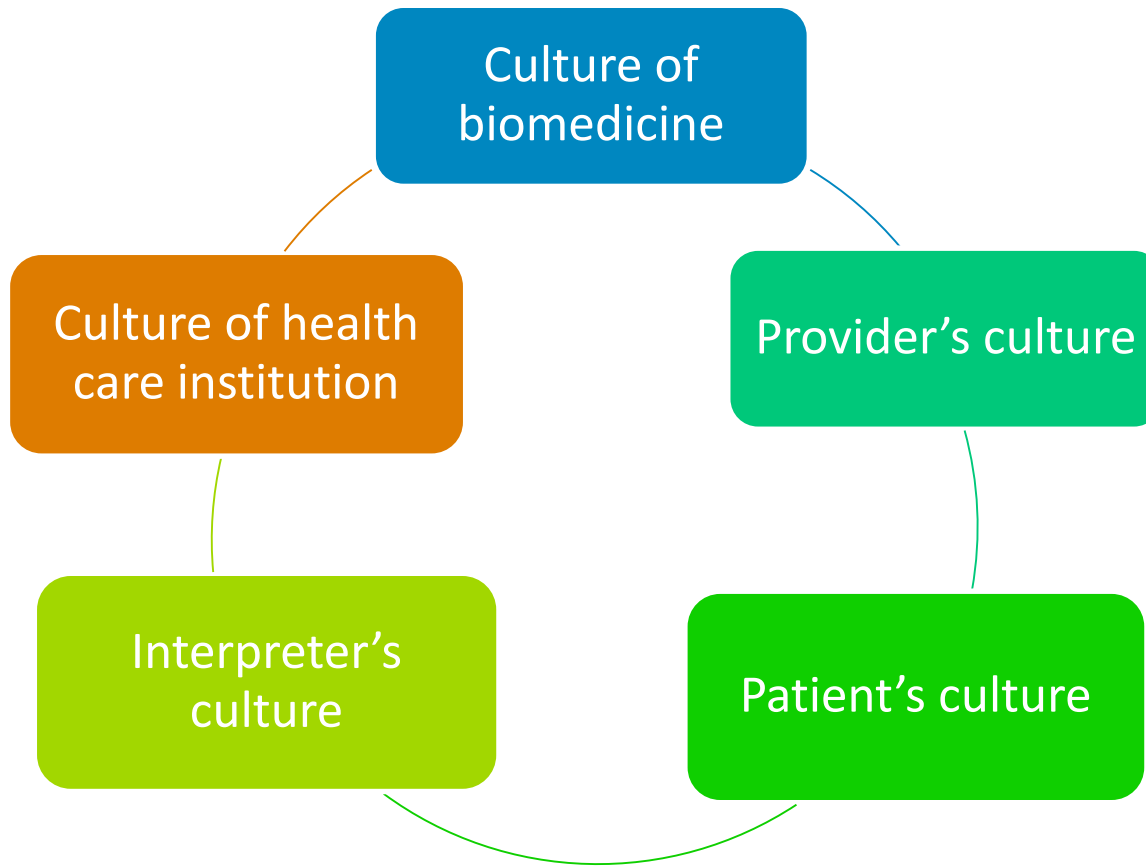 Culture of
biomedicine
Culture of health
care institution
Provider’s culture
Interpreter’s
culture
Patient’s culture